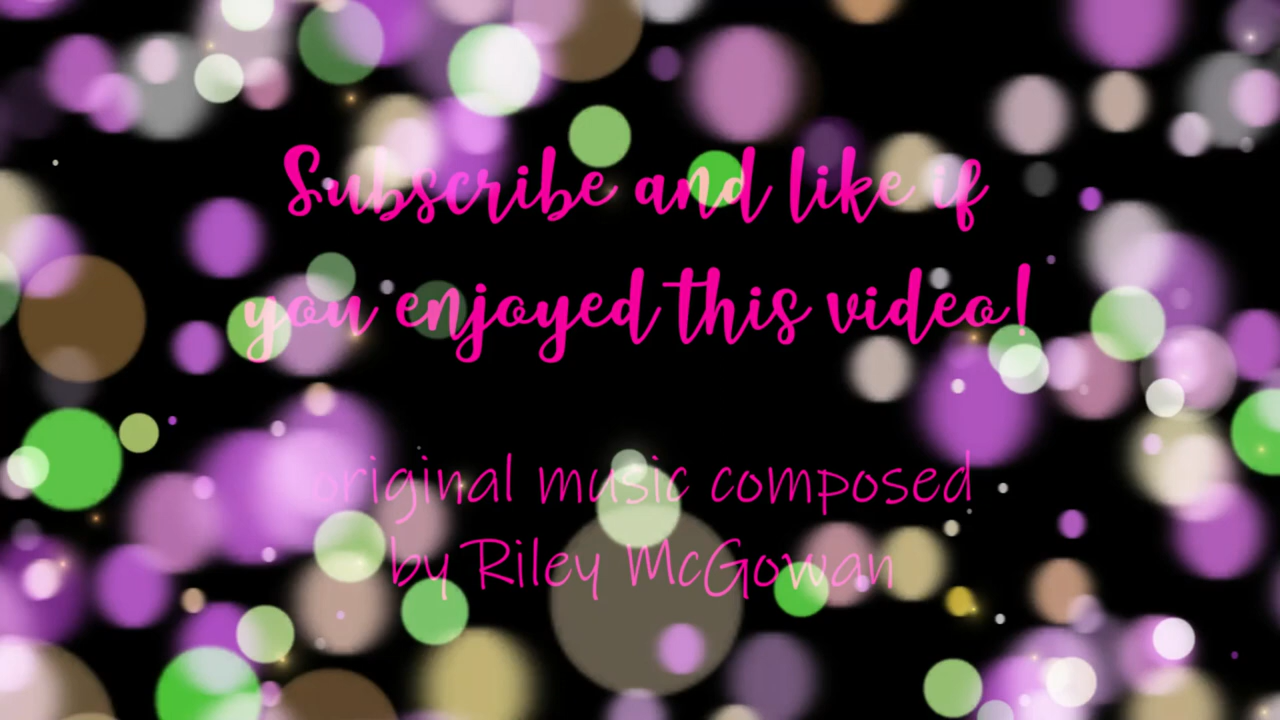 Subscribe and like if
you enjoyed this video!
original music composed
by Riley McGowan